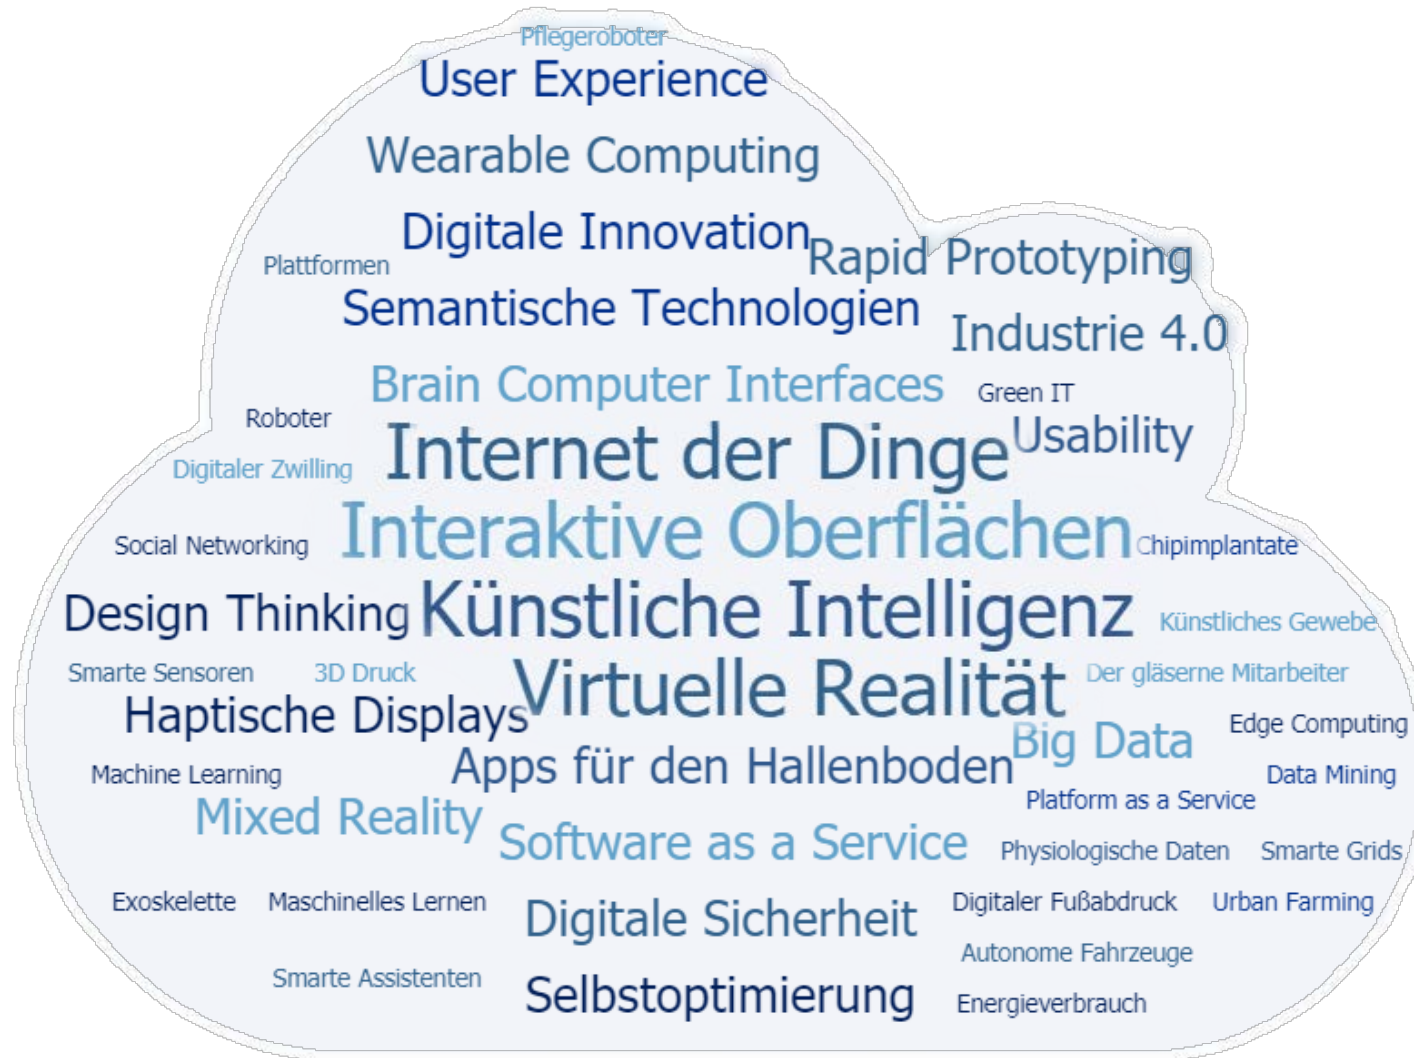 Pflegeroboter
User Experience
Wearable Computing
Digitale Innovation
Rapid Prototyping
Plattformen
Semantische Technologien
Industrie 4.0
Brain Computer Interfaces
Green IT
Roboter
Internet der Dinge
Usability
Digitaler Zwilling
Interaktive Oberflächen
Social Networking
Chipimplantate
Design Thinking
Künstliche Intelligenz
Künstliches Gewebe
Smarte Sensoren
3D Druck
Virtuelle Realität
Der gläserne Mitarbeiter
Haptische Displays
Big Data
Edge Computing
Machine Learning
Apps für den Hallenboden
Data Mining
Platform as a Service
Mixed Reality
Software as a Service
Physiologische Daten
Smarte Grids
Exoskelette
Maschinelles Lernen
Digitale Sicherheit
Digitaler Fußabdruck
Urban Farming
Autonome Fahrzeuge
Smarte Assistenten
Selbstoptimierung
Energieverbrauch